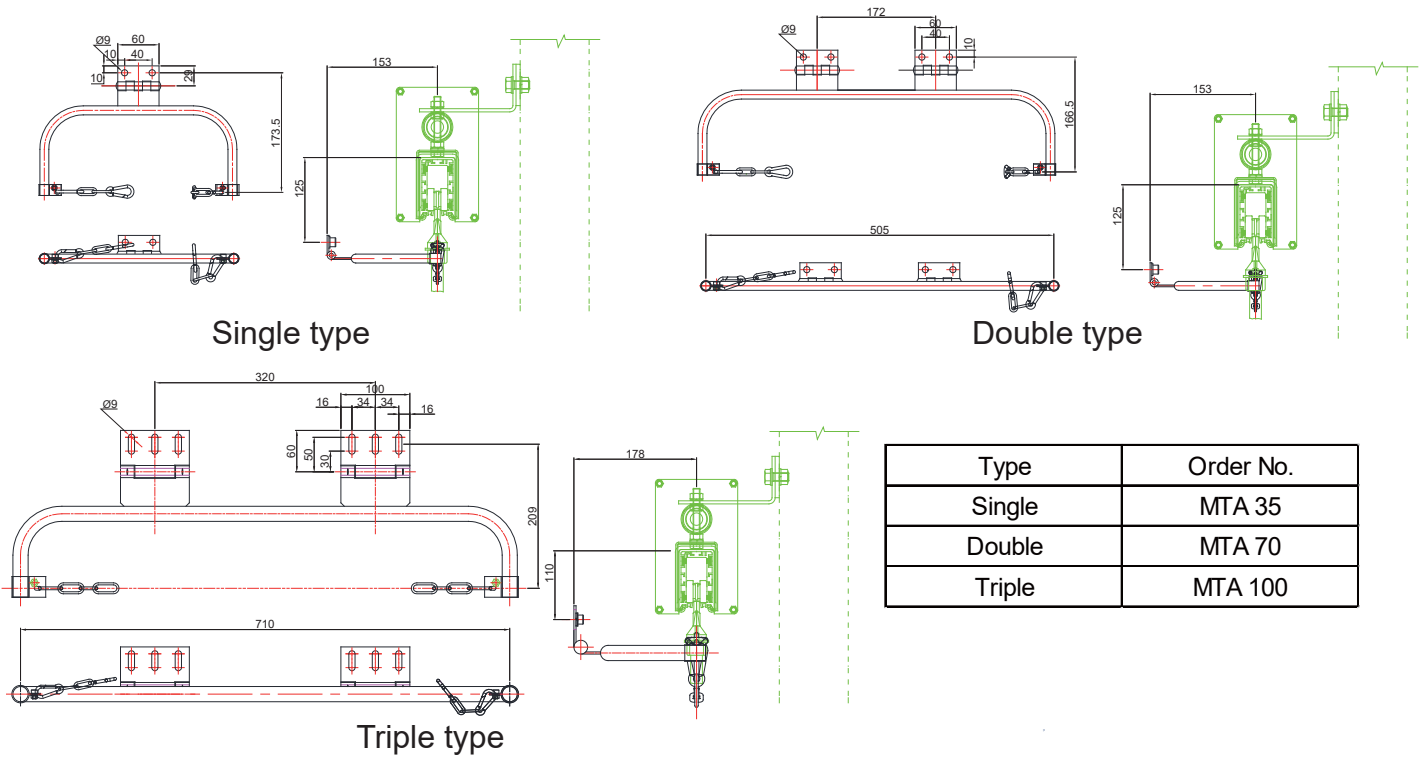 Ø9
60
10
40
10
29
173.5
153
125
Single type
172
Ø9
60
40
10
166.5
505
153
125
Double type
320
Ø9
100
16
34
34
16
60
50
30
209
710
178
110
Triple type
Type Order No.
Single MTA 35
Double MTA 70
Triple MTA 100